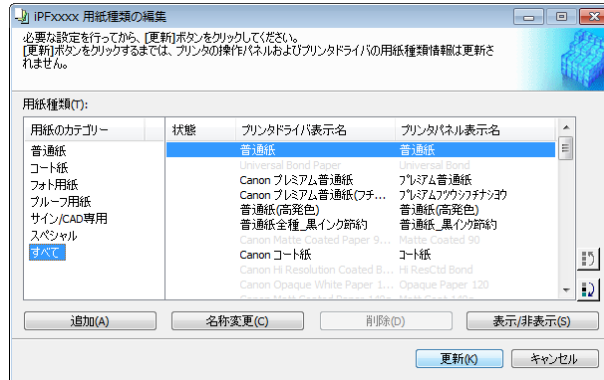 iPFxxxx 用紙種類の編集
必要な設定を行ってから、[更新]ボタンをクリックしてください。
[更新]ボタンをクリックするまでは、プリンタの操作パネルおよびプリンタドライバの用紙種類情報は更新さ
れません。
用紙種類(T):
用紙のカテゴリー 状態 プリンタドライバ表示名 プリンタパネル表示名
普通紙
コート紙
フォト用紙
プルーフ用紙
サイン/CAD専用
スペシャル
すべて
普通紙 普通紙
Universal Bond Paper Universal Bond
Canon プレミアム普通紙 プレミアム普通紙
Canon プレミアム普通紙(フチ... プレミアムフツウシフチナシヨウ
普通紙(高発色) 普通紙(高発色)
普通紙全種_黒インク節約 普通紙_黒インク節約
Canon Matte Coated Paper 9... Matte Coated 90
Canon コート紙 コート紙
Canon Hi Resolution Coated B... Hi ResCtd Bond
Canon Opaque White Paper 1... Opaque Paper 120
追加(A) 名称変更(C) 削除(D) 表示/非表示(S)
更新(K) キャンセル